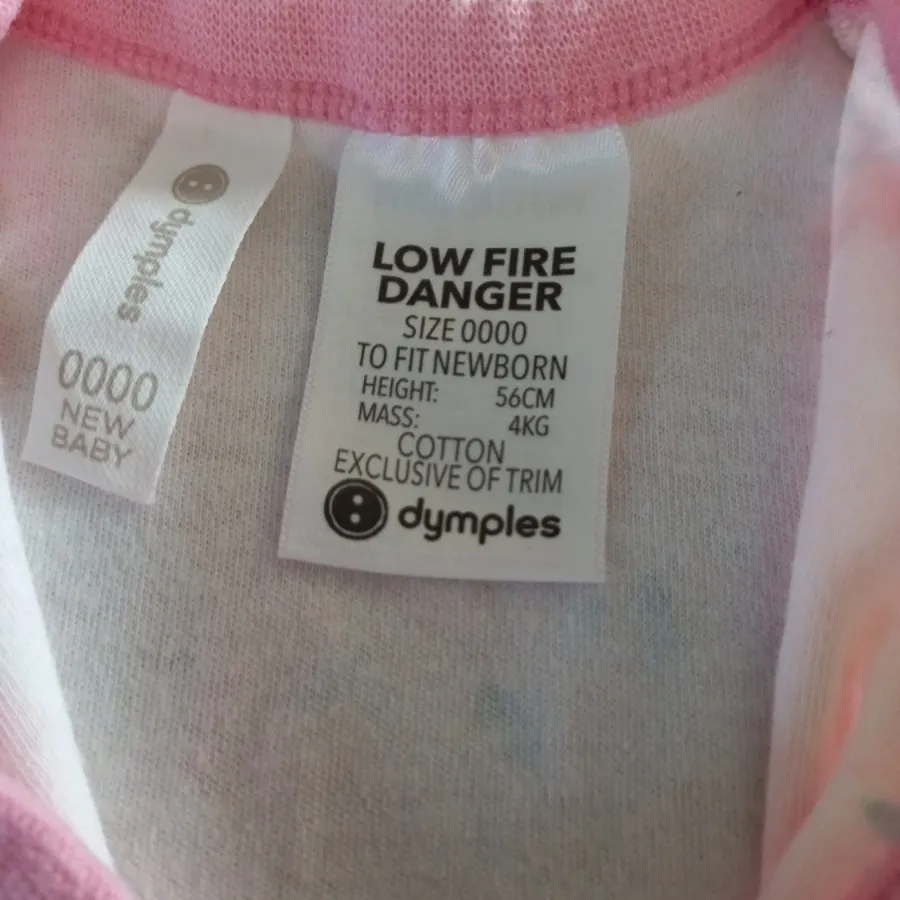 dymples
0000
NEW
BABY
LOW FIRE
DANGER
SIZE 0000
TO FIT NEWBORN
HEIGHT: 56CM
MASS: 4KG
COTTON
EXCLUSIVE OF TRIM
dymples